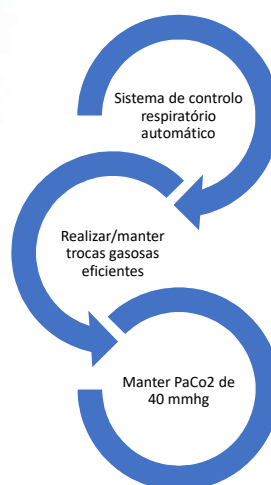 Sistema de controlo
respiratório
automático
Realizar/manter
trocas gasosas
eficientes
Manter PaCo2 de
40 mmhg